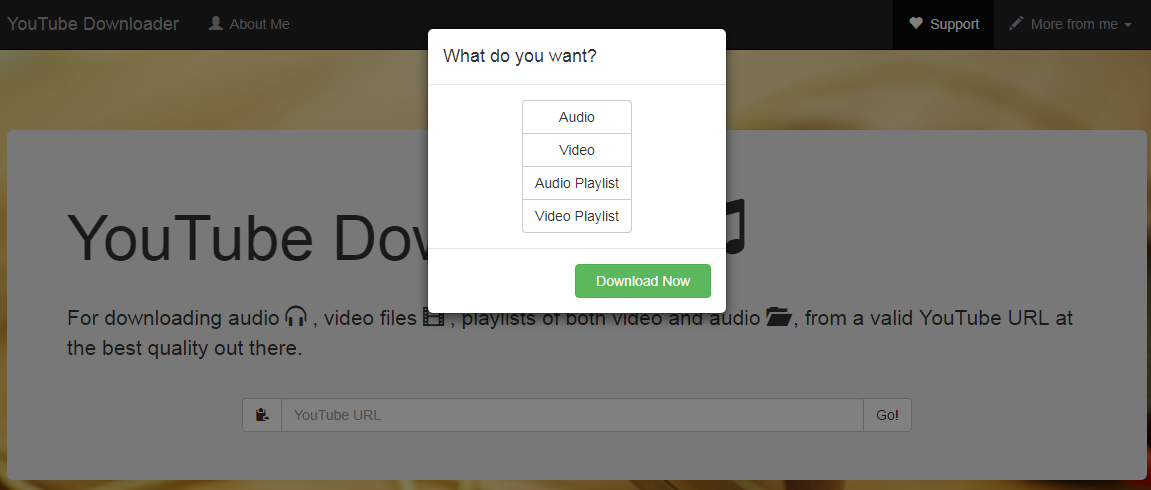 YouTube Downloader
About Me
Support
More from me
What do you want?
Audio
Video
Audio Playlist
Video Playlist
Download Now
YouTube Dow
For downloading audio , video files , playlists of both video and audio , from a valid YouTube URL at
the best quality out there.
YouTube URL
Go!